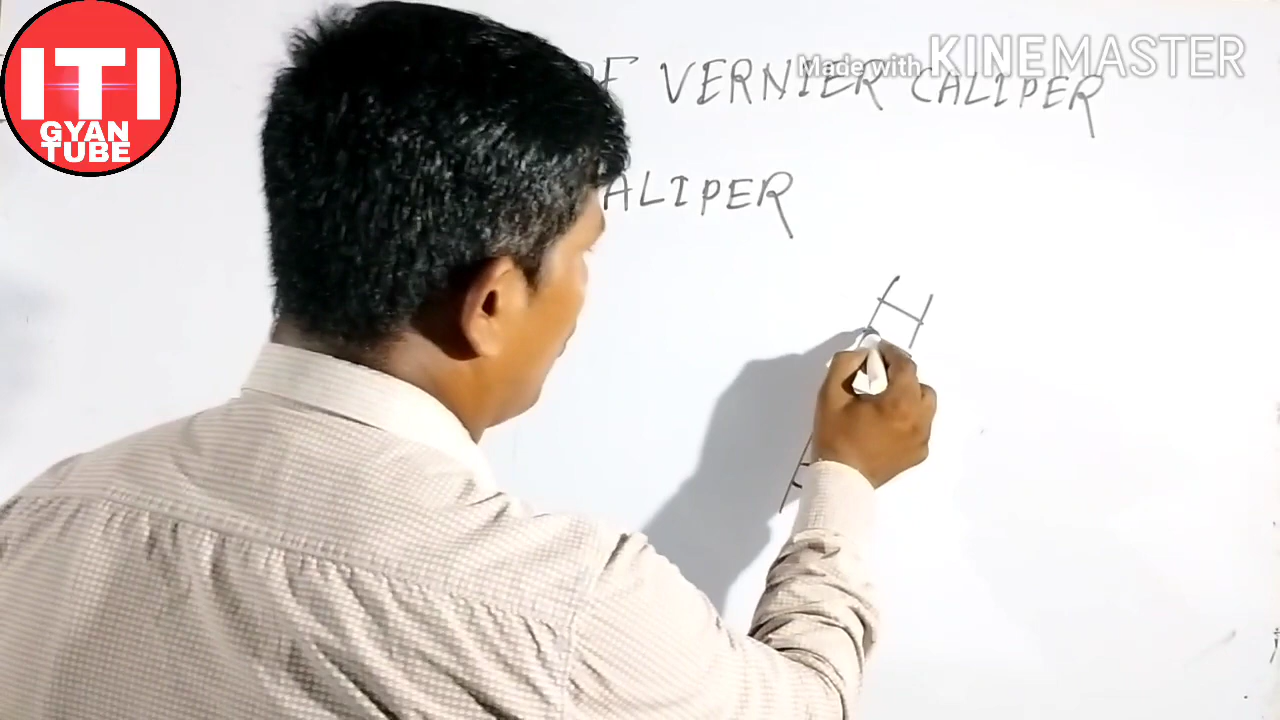 ITI
GYAN
TUBE
Made with KINEMASTER
VERNIER CALIPER
ALIPER